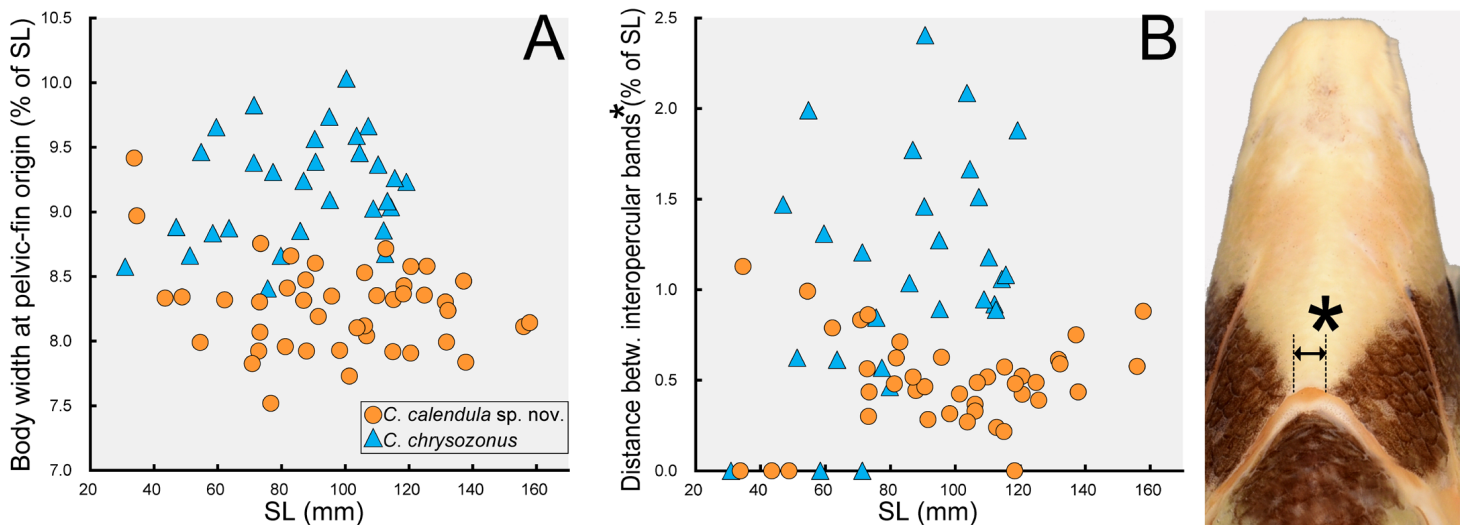 Body width at pelvic-fin origin (% of SL)
10.5
10.0
9.5
9.0
8.5
8.0
7.5
7.0
A
C. calendula sp. nov.
C. chrysozonus
20 40 60 80 100 120 140 160
SL (mm)
Distance betw. interopercular bands*(% of SL)
2.5
2.0
1.5
1.0
0.5
0.0
B
20 40 60 80 100 120 140 160
SL (mm)
*